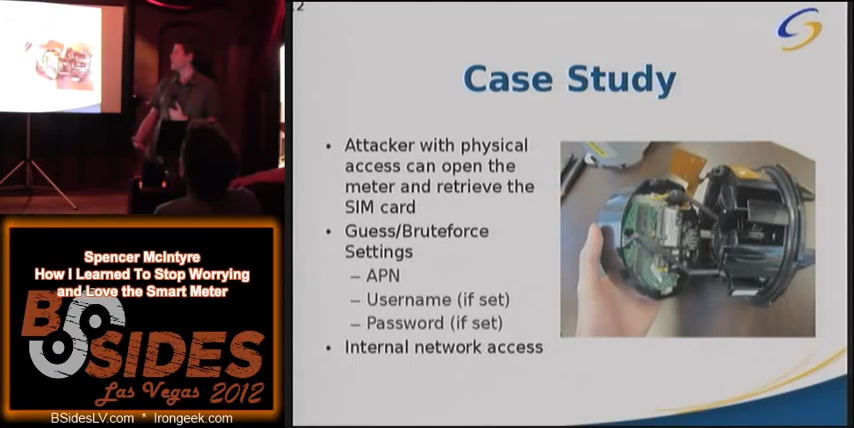 Case Study
• Attacker with physical
access can open the
meter and retrieve the
SIM card
• Guess/Bruteforce
Settings
– APN
– Username (if set)
– Password (if set)
• Internal network access
Spencer McIntyre
How I Learned To Stop Worrying
and Love the Smart Meter
BSIDES
Las Vegas 2012
BSidesLV.com * Irongeek.com